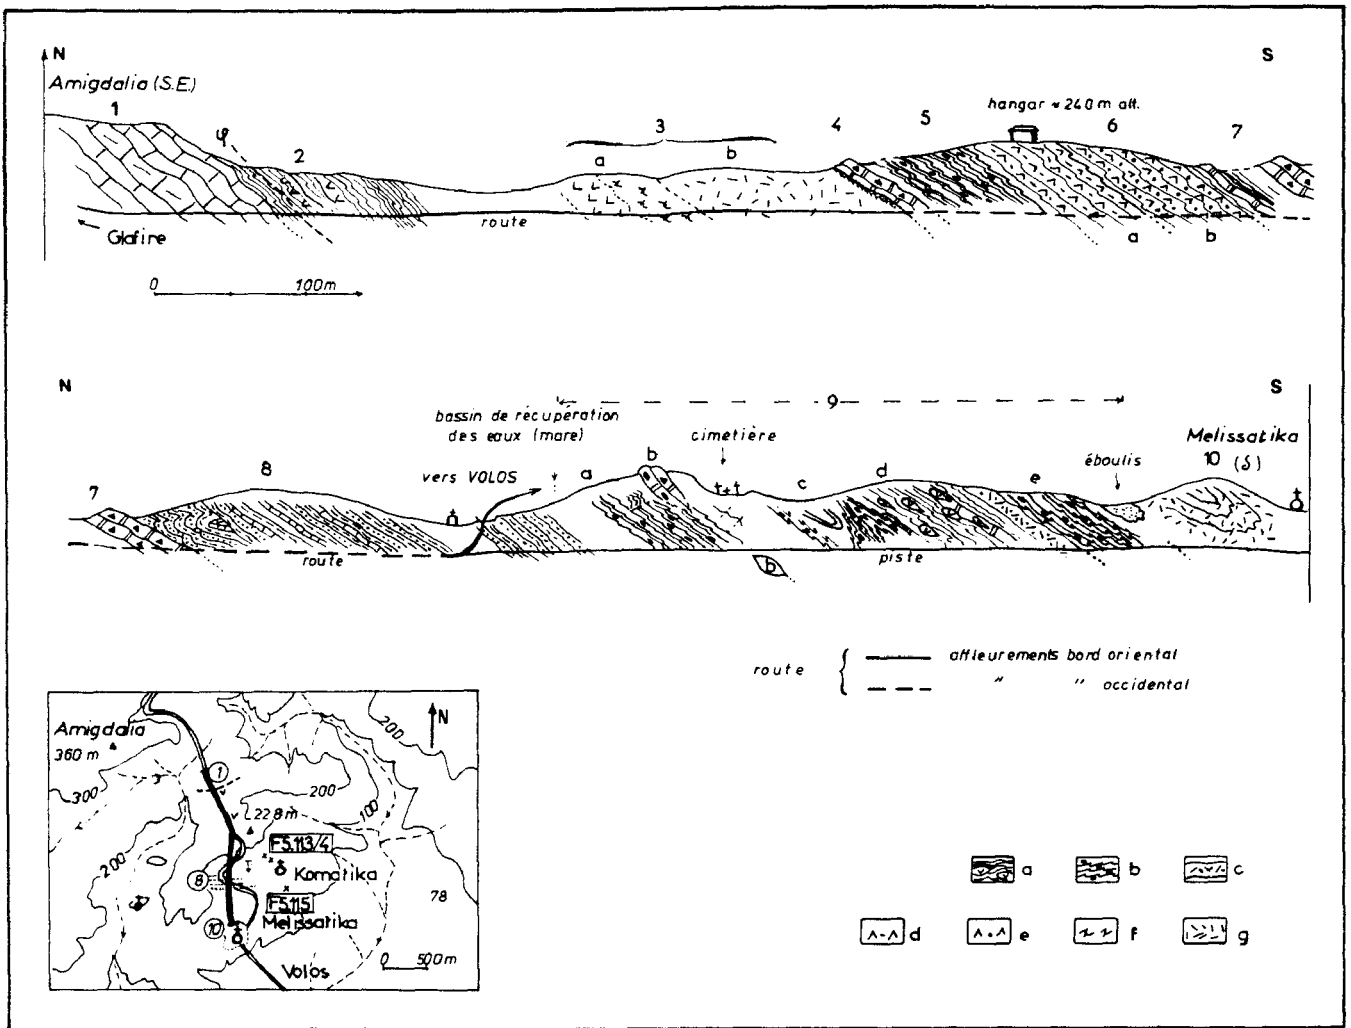 N
S
Amigdalia (S.E.)
hangar ≈ 240 m alt.
1
φ
2
3
a
b
4
5
6
7
route
← Glafire
a
b
0
100m
N
S
9
bassin de récupération
des eaux (mare)
cimetière
Melissatika
10 (δ)
éboulis
7
8
vers VOLOS
a
b
c
d
e
route
b
piste
route { affleurements bord oriental
" " occidental
N
Amigdalia
360 m
200
300
1
200
100
228 m
F5.113/4
200
8
Komatika
F5.115
78
Melissatika
10
Volos
0 500m
a
b
c
d
e
f
g